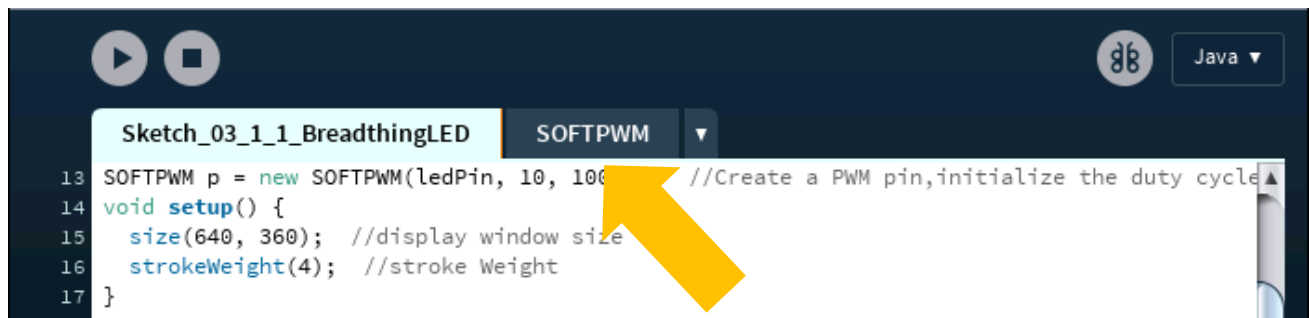 Java ▼
Sketch_03_1_1_BreadthingLED SOFTPWM ▼
13 SOFTPWM p = new SOFTPWM(ledPin, 10, 100 //Create a PWM pin,initialize the duty cycle
14 void setup() {
15 size(640, 360); //display window size
16 strokeWeight(4); //stroke Weight
17 }